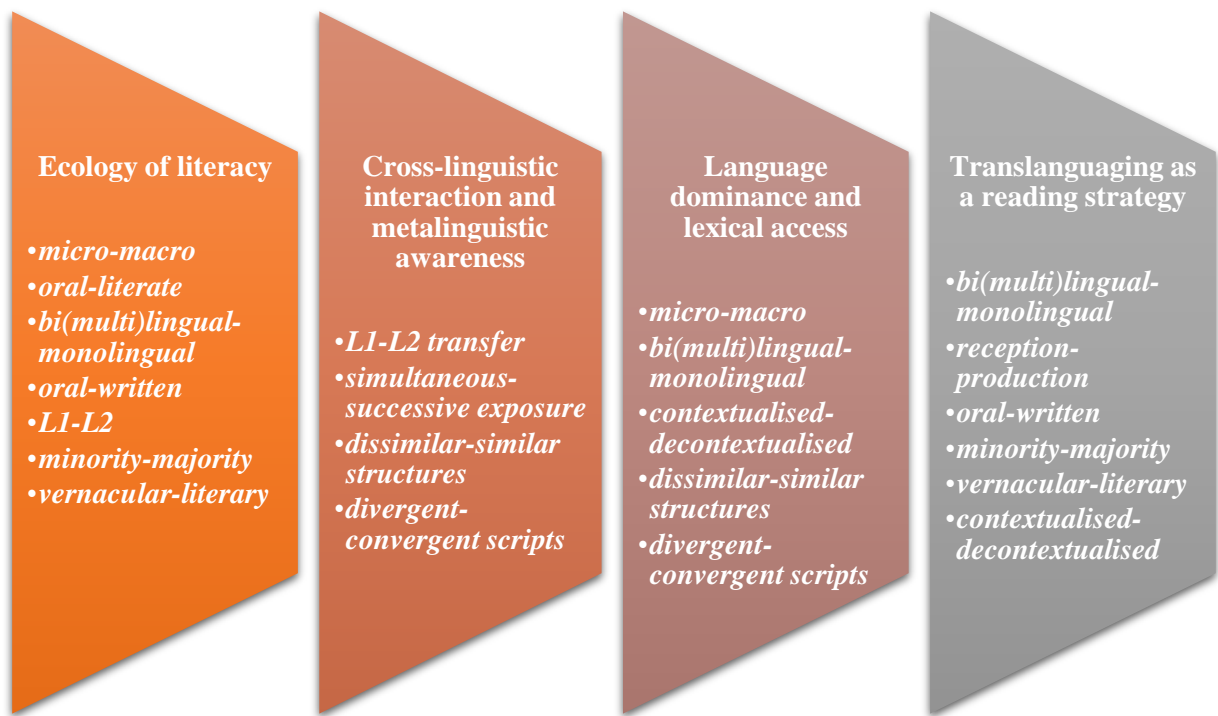 Ecology of literacy
•micro-macro
•oral-literate
•bi(multi)lingual-
monolingual
•oral-written
•L1-L2
•minority-majority
•vernacular-literary
Cross-linguistic
interaction and
metalinguistic
awareness
•L1-L2 transfer
•simultaneous-
successive exposure
•dissimilar-similar
structures
•divergent-
convergent scripts
Language
dominance and
lexical access
•micro-macro
•bi(multi)lingual-
monolingual
•contextualised-
decontextualised
•dissimilar-similar
structures
•divergent-
convergent scripts
Translanguaging as
a reading strategy
•bi(multi)lingual-
monolingual
•reception-
production
•oral-written
•minority-majority
•vernacular-literary
•contextualised-
decontextualised